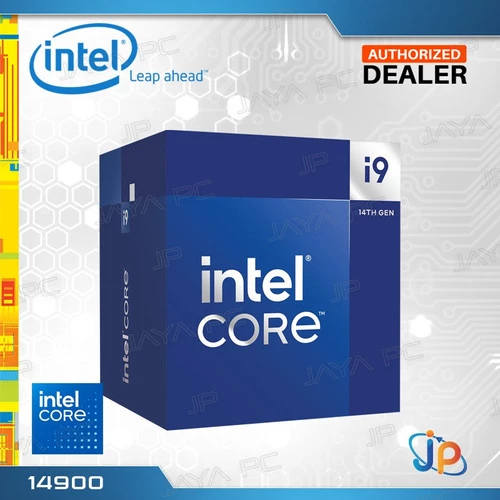 intel
Leap ahead™
AUTHORIZED
DEALER
i9
14TH GEN
intel
CORE™
intel
CORE
intel CORE
14900
JP
JAYA PC